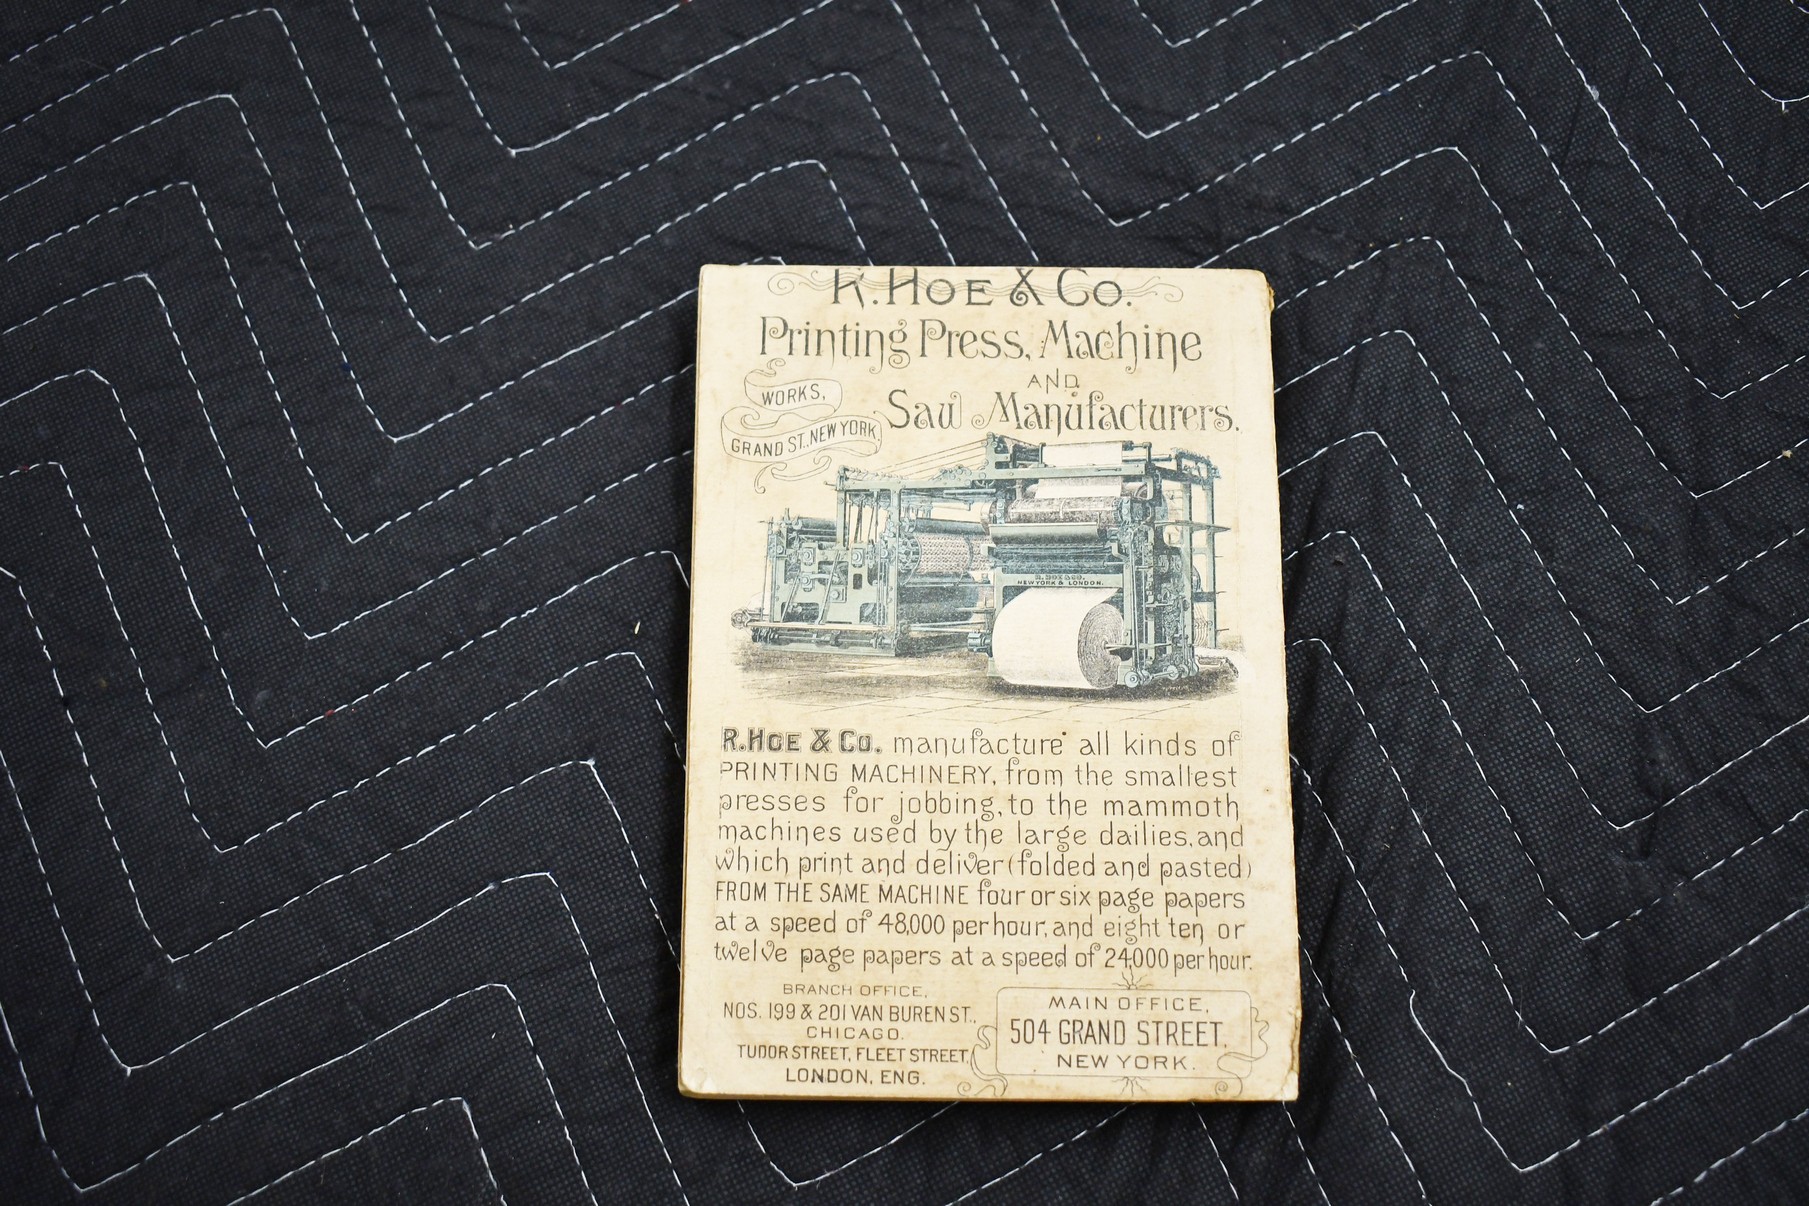 R. HOE & CO.
Printing Press, Machine
AND
Saw Manufacturers.
WORKS,
GRAND ST. NEW YORK.
R. HOE & CO.
NEW YORK & LONDON.
R. HOE & CO. manufacture all kinds of
PRINTING MACHINERY, from the smallest
presses for jobbing, to the mammoth
machines used by the large dailies, and
which print and deliver (folded and pasted)
FROM THE SAME MACHINE four or six page papers
at a speed of 48,000 per hour, and eight ten or
twelve page papers at a speed of 24,000 per hour.
BRANCH OFFICE,
NOS. 199 & 201 VAN BUREN ST.,
CHICAGO.
TUDOR STREET, FLEET STREET,
LONDON, ENG.
MAIN OFFICE,
504 GRAND STREET,
NEW YORK.